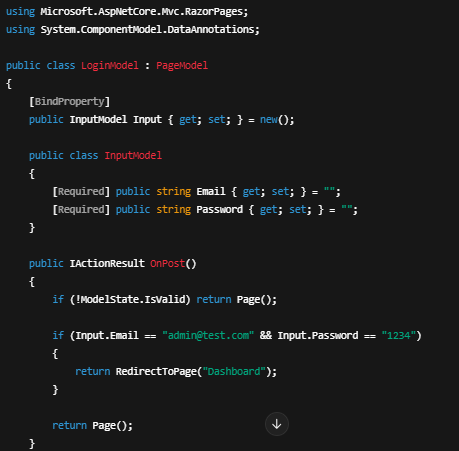 using Microsoft.AspNetCore.Mvc.RazorPages;
using System.ComponentModel.DataAnnotations;

public class LoginModel : PageModel
{
    [BindProperty]
    public InputModel Input { get; set; } = new();

    public class InputModel
    {
        [Required] public string Email { get; set; } = "";
        [Required] public string Password { get; set; } = "";
    }

    public IActionResult OnPost()
    {
        if (!ModelState.IsValid) return Page();

        if (Input.Email == "admin@test.com" && Input.Password == "1234")
        {
            return RedirectToPage("Dashboard");
        }

        return Page();
    }